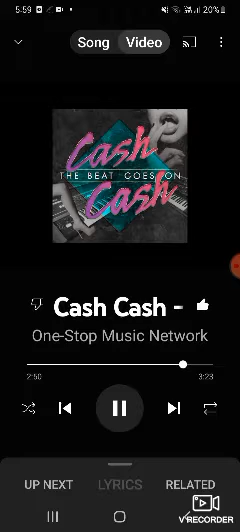 5:59
20%
Song Video
Cash
THE BEAT GOES ON
Cash
Cash Cash -
One-Stop Music Network
2:50 3:23
UP NEXT LYRICS RELATED
V RECORDER